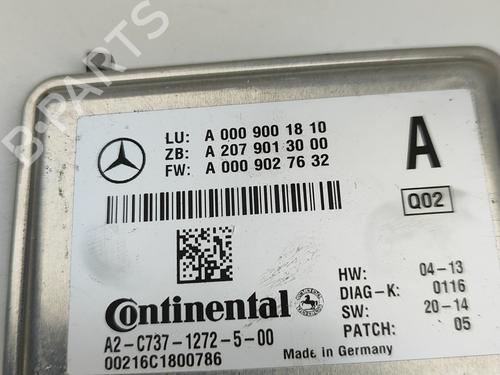 B-PARTS
LU: A 000 900 18 10
ZB: A 207 901 30 00
FW: A 000 902 76 32
A
Q02
Continental
A2-C737-1272-5-00
00216C1800786
HW: 04-13
DIAG-K: 0116
SW: 20-14
PATCH: 05
Made in Germany